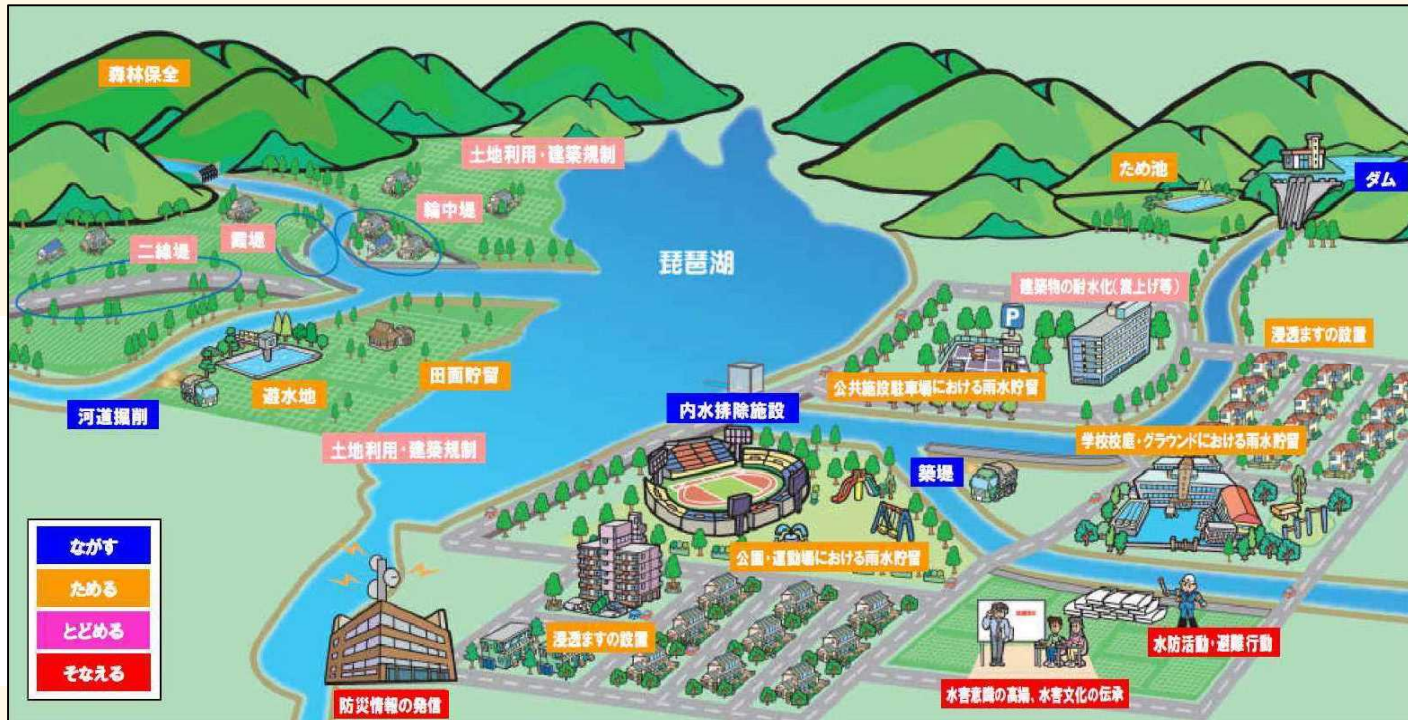 森林保全
土地利用・建築規制
ため池
ダム
輪中堤
霞堤
二線堤
琵琶湖
建築物の耐水化(嵩上げ等)
P
浸透ますの設置
田面貯留
遊水地
公共施設駐車場における雨水貯留
河道掘削
内水排除施設
学校校庭・グラウンドにおける雨水貯留
土地利用・建築規制
築堤
ながす
ためる
とどめる
そなえる
公園・運動場における雨水貯留
浸透ますの設置
水防活動・避難行動
防災情報の発信
水害意識の高揚、水害文化の伝承